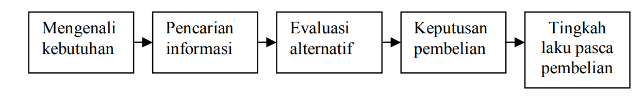 Mengenali
kebutuhan
Pencarian
informasi
Evaluasi
alternatif
Keputusan
pembelian
Tingkah
laku pasca
pembelian